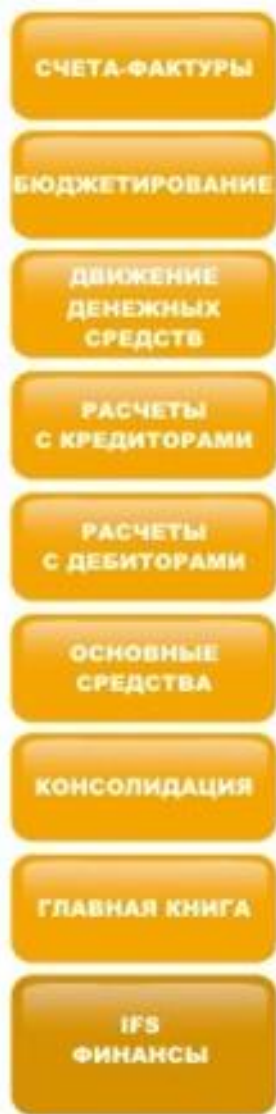 СЧЕТА-ФАКТУРЫ
БЮДЖЕТИРОВАНИЕ
ДВИЖЕНИЕ
ДЕНЕЖНЫХ
СРЕДСТВ
РАСЧЕТЫ
С КРЕДИТОРАМИ
РАСЧЕТЫ
С ДЕБИТОРАМИ
ОСНОВНЫЕ
СРЕДСТВА
КОНСОЛИДАЦИЯ
ГЛАВНАЯ КНИГА
IFS
ФИНАНСЫ